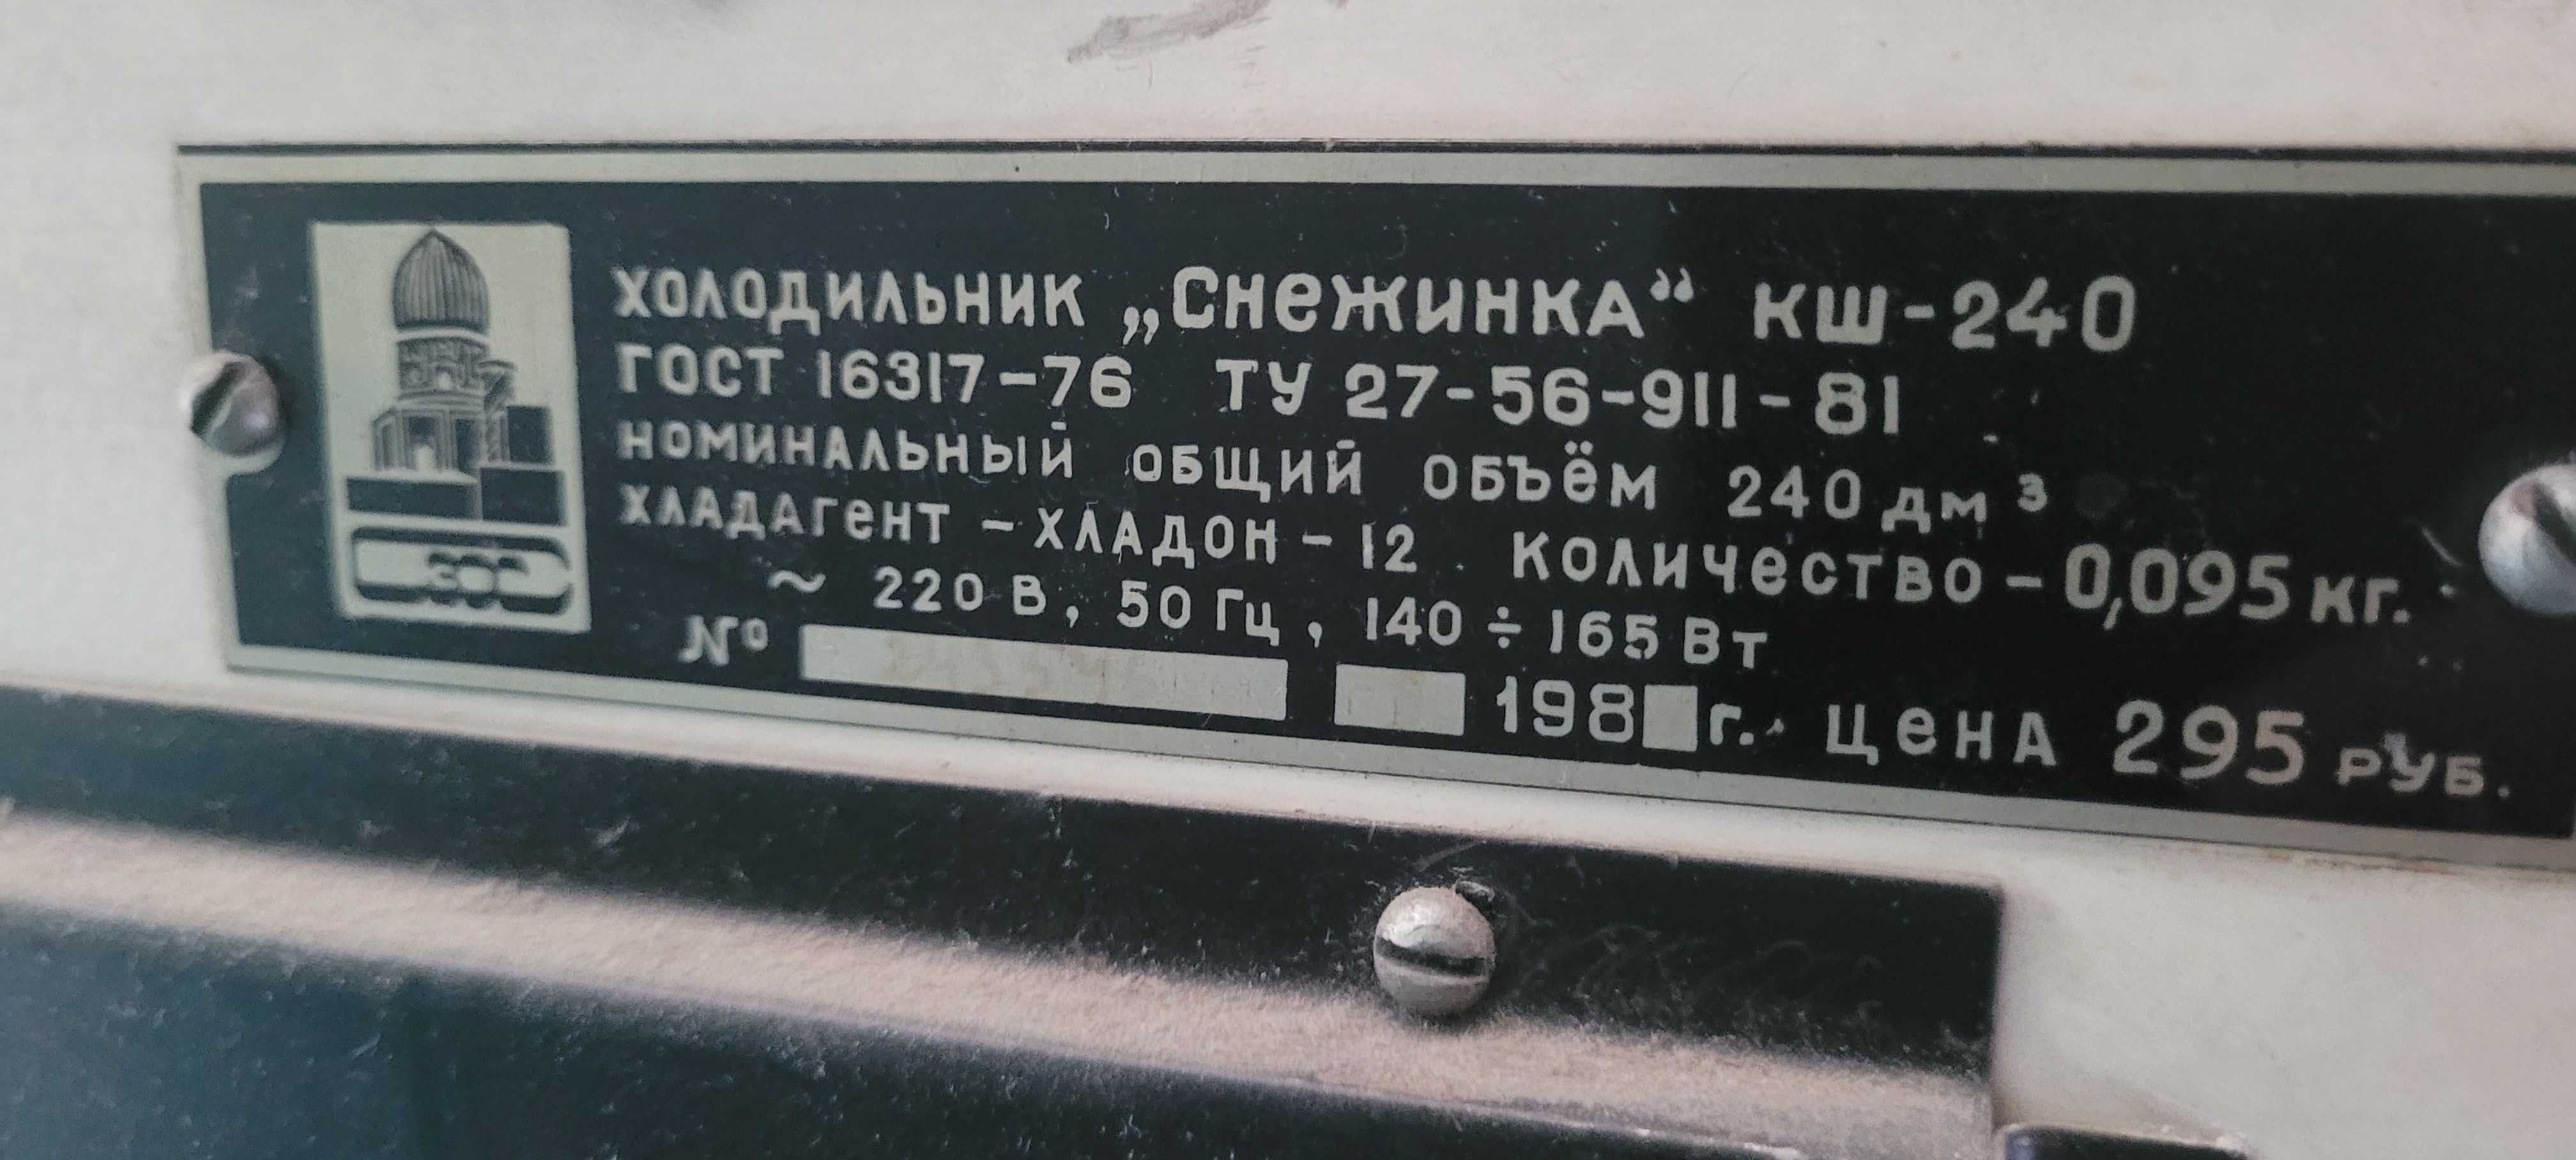 ХОЛОДИЛЬНИК „СНЕЖИНКА“ КШ-240
ГОСТ 16317-76 ТУ 27-56-911-81
НОМИНАЛЬНЫЙ ОБЩИЙ ОБЪЁМ 240 дм³
ХЛАДАГЕНТ - ХЛАДОН - 12. КОЛИЧЕСТВО - 0,095 кг.
~ 220 В, 50 Гц, 140 ÷ 165 Вт
№ 198 г. ЦЕНА 295 РУБ.